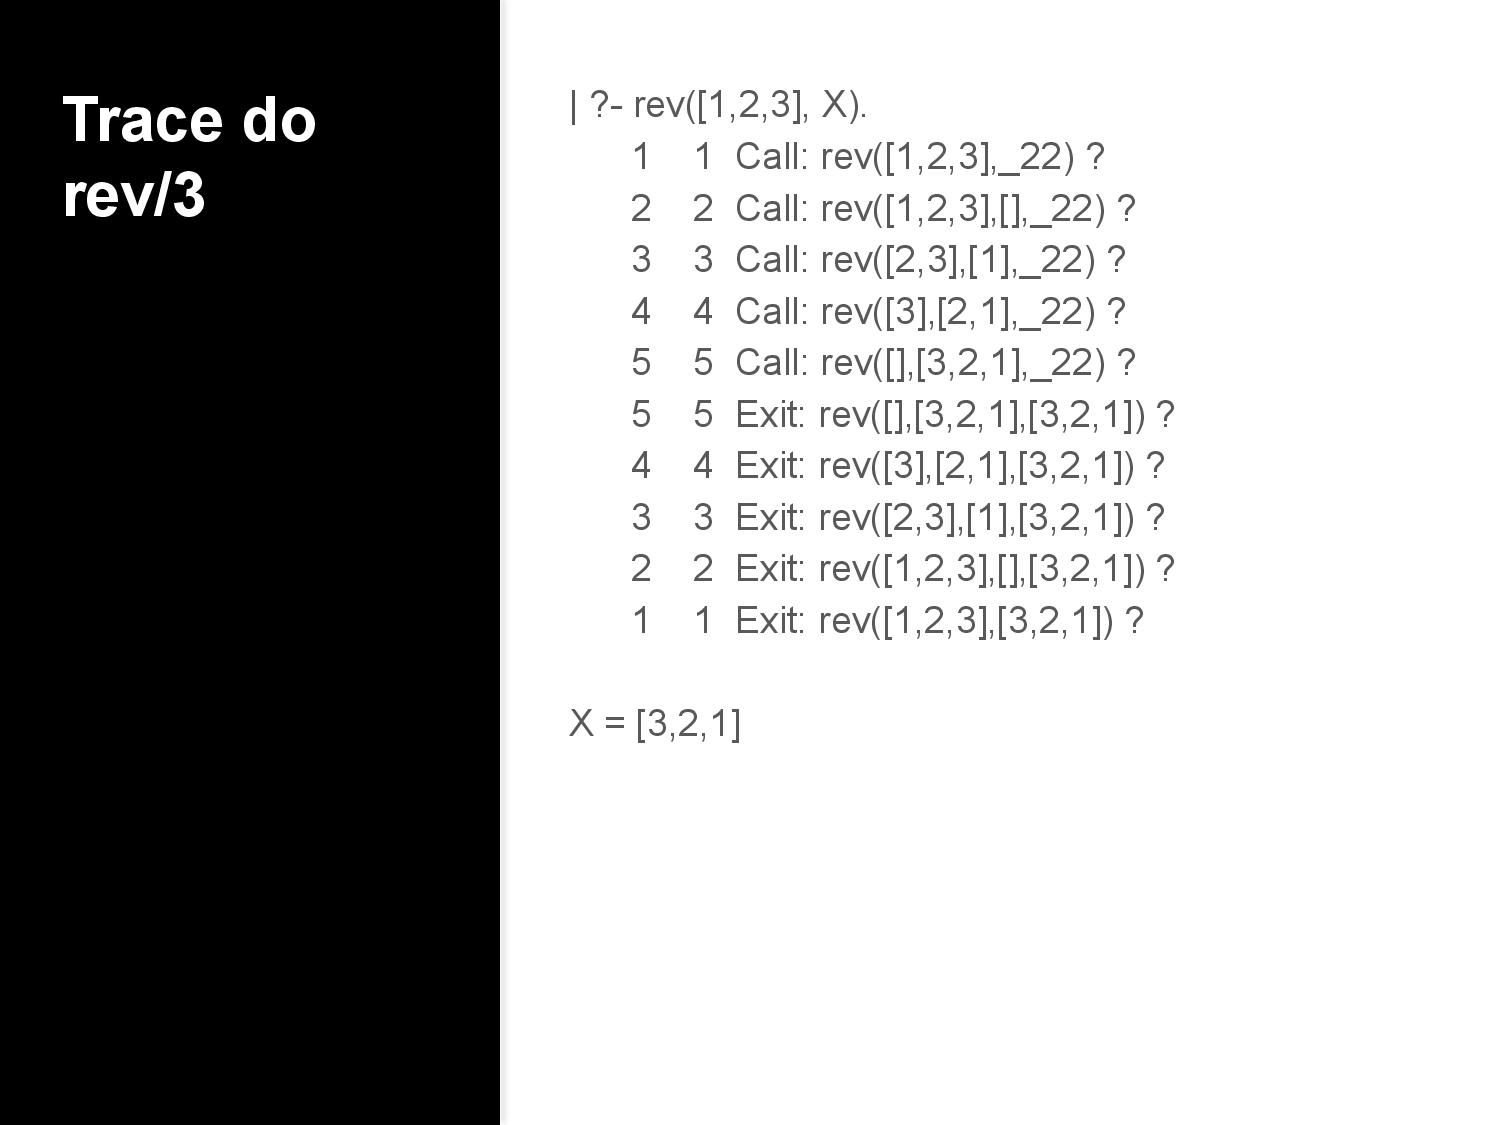 Trace do
rev/3
| ?- rev([1,2,3], X).
1 1 Call: rev([1,2,3],_22) ?
2 2 Call: rev([1,2,3],[],_22) ?
3 3 Call: rev([2,3],[1],_22) ?
4 4 Call: rev([3],[2,1],_22) ?
5 5 Call: rev([],[3,2,1],_22) ?
5 5 Exit: rev([],[3,2,1],[3,2,1]) ?
4 4 Exit: rev([3],[2,1],[3,2,1]) ?
3 3 Exit: rev([2,3],[1],[3,2,1]) ?
2 2 Exit: rev([1,2,3],[],[3,2,1]) ?
1 1 Exit: rev([1,2,3],[3,2,1]) ?
X = [3,2,1]